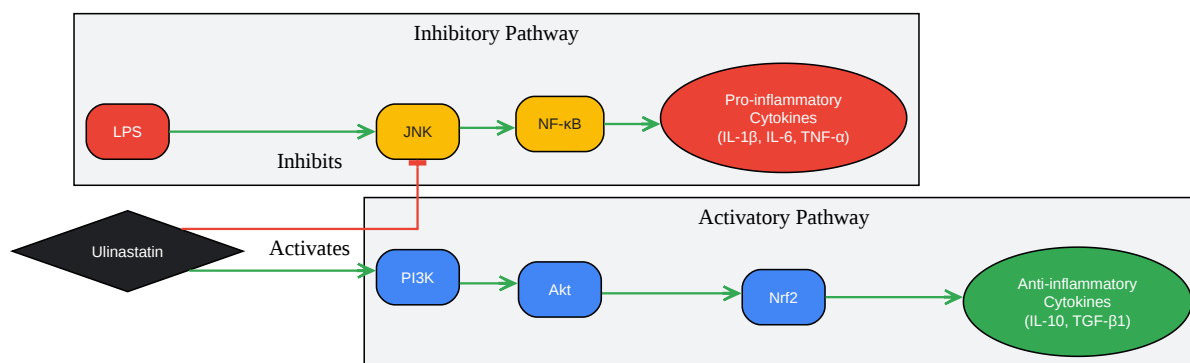 Inhibitory Pathway
LPS
JNK
NF-κB
Pro-inflammatory
Cytokines
(IL-1β, IL-6, TNF-α)
Inhibits
Ulinastatin
Activates
Activatory Pathway
PI3K
Akt
Nrf2
Anti-inflammatory
Cytokines
(IL-10, TGF-β1)